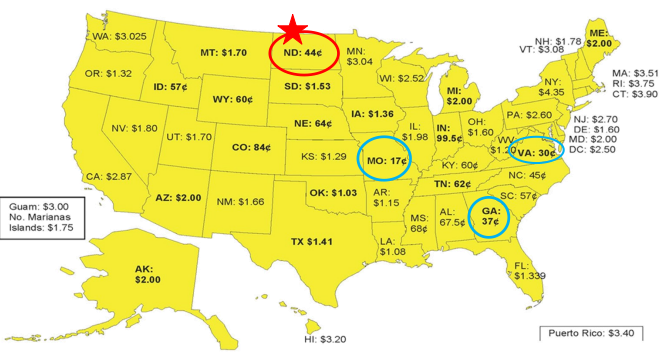 WA: $3.025
OR: $1.32
CA: $2.87
NV: $1.80
ID: 57¢
MT: $1.70
WY: 60¢
UT: $1.70
AZ: $2.00
CO: 84¢
NM: $1.66
ND: 44¢
SD: $1.53
NE: 64¢
KS: $1.29
OK: $1.03
TX $1.41
MN:
$3.04
IA: $1.36
MO: 17¢
AR:
$1.15
LA:
$1.08
WI: $2.52
IL:
$1.98
MI:
$2.00
IN:
99.5¢
OH:
$1.60
KY: 60¢
TN: 62¢
MS:
68¢
AL:
67.5¢
GA:
37¢
FL:
$1.339
SC: 57¢
NC: 45¢
VA: 30¢
WV:
$1.20
PA: $2.60
NY:
$4.35
NH: $1.78
VT: $3.08
ME:
$2.00
MA: $3.51
RI: $3.75
CT: $3.90
NJ: $2.70
DE: $1.60
MD: $2.00
DC: $2.50
Guam: $3.00
No. Marianas
Islands: $1.75
AK:
$2.00
HI: $3.20
Puerto Rico: $3.40